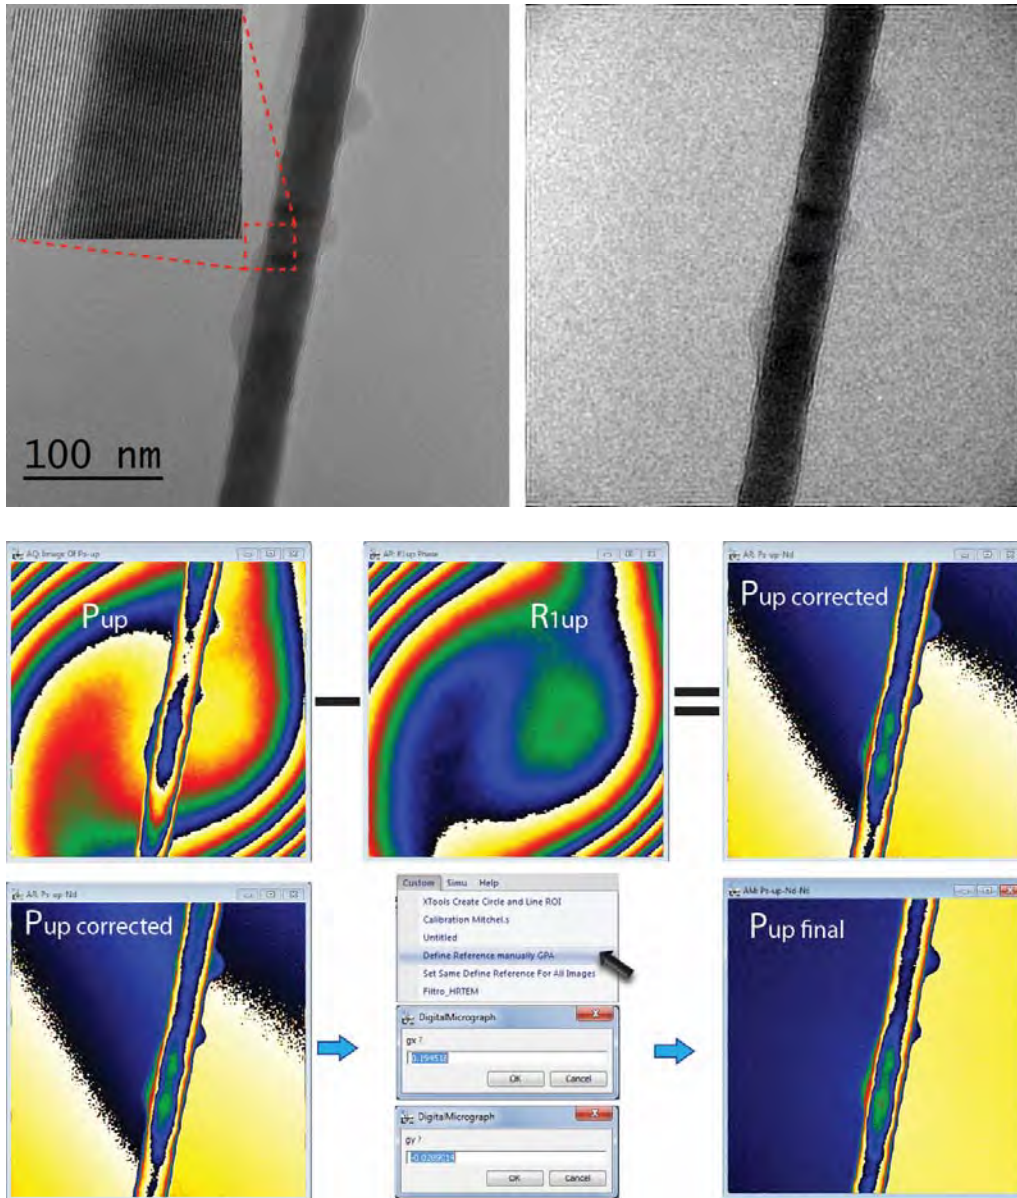 100 nm
AQ: Image Of Ps-up
Pup
AR: R1up Phase
R1up
AR: Ps-up-Nd
Pup corrected
AR: Ps-up-Nd
Pup corrected
Custom Simu Help
XTools Create Circle and Line ROI
Calibration Mitchel.s
Untitled
Define Reference manually GPA
Set Same Define Reference For All Images
Filtro_HRTEM
DigitalMicrograph
gx ?
OK Cancel
DigitalMicrograph
gy ?
OK Cancel
AM: Ps-up-Nd-Nd
Pup final